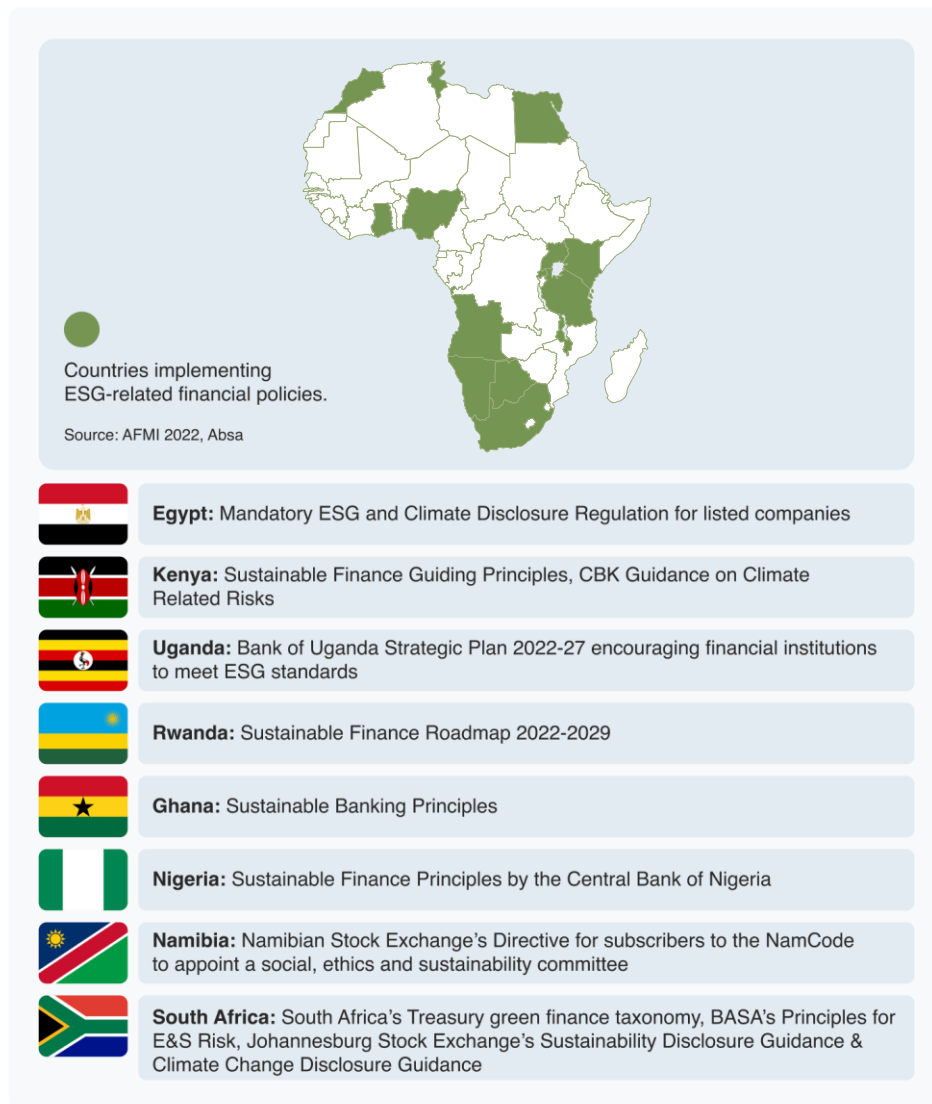 Countries implementing
ESG-related financial policies.
Source: AFMI 2022, Absa
Egypt: Mandatory ESG and Climate Disclosure Regulation for listed companies
Kenya: Sustainable Finance Guiding Principles, CBK Guidance on Climate
Related Risks
Uganda: Bank of Uganda Strategic Plan 2022-27 encouraging financial institutions
to meet ESG standards
Rwanda: Sustainable Finance Roadmap 2022-2029
Ghana: Sustainable Banking Principles
Nigeria: Sustainable Finance Principles by the Central Bank of Nigeria
Namibia: Namibian Stock Exchange’s Directive for subscribers to the NamCode
to appoint a social, ethics and sustainability committee
South Africa: South Africa’s Treasury green finance taxonomy, BASA’s Principles for
E&S Risk, Johannesburg Stock Exchange’s Sustainability Disclosure Guidance &
Climate Change Disclosure Guidance